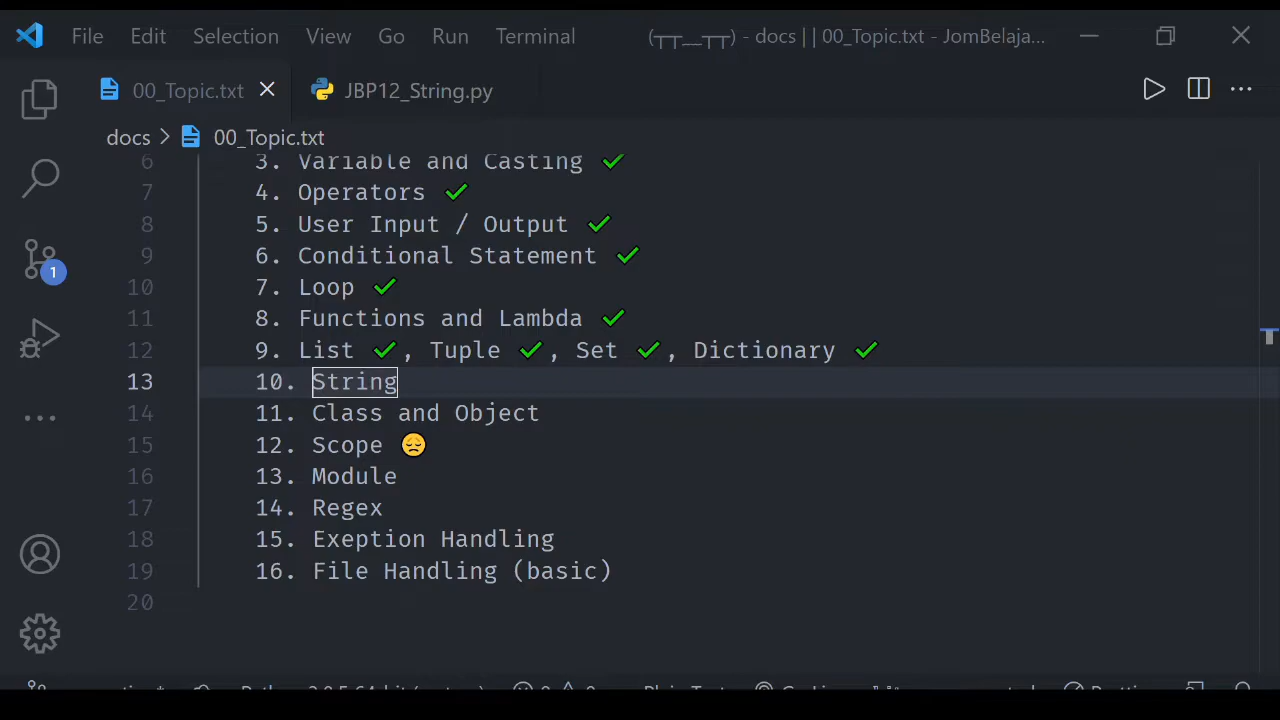 File Edit Selection View Go Run Terminal (┬┬__┬┬) - docs || 00_Topic.txt - JomBelaja...
00_Topic.txt JBP12_String.py
docs > 00_Topic.txt
6 3. Variable and Casting ✓
7 4. Operators ✓
8 5. User Input / Output ✓
9 6. Conditional Statement ✓
10 7. Loop ✓
11 8. Functions and Lambda ✓
12 9. List ✓, Tuple ✓, Set ✓, Dictionary ✓
13 10. String
14 11. Class and Object
15 12. Scope 😔
16 13. Module
17 14. Regex
18 15. Exeption Handling
19 16. File Handling (basic)
20
1